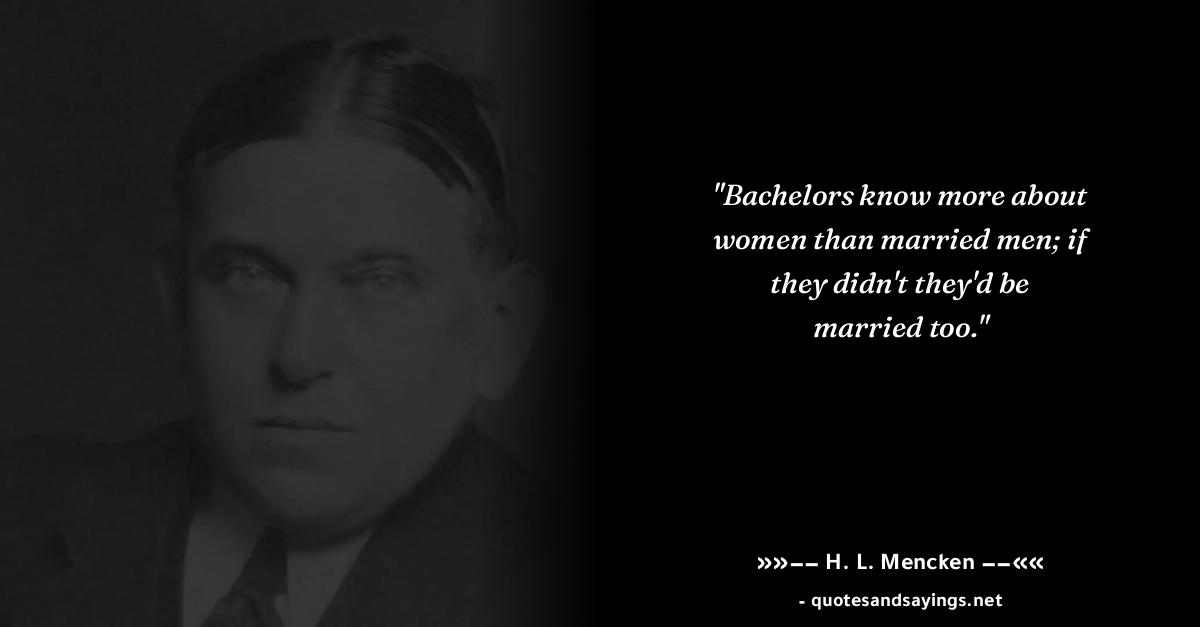 "Bachelors know more about
women than married men; if
they didn't they'd be
married too."
»»−− H. L. Mencken −−««
- quotesandsayings.net